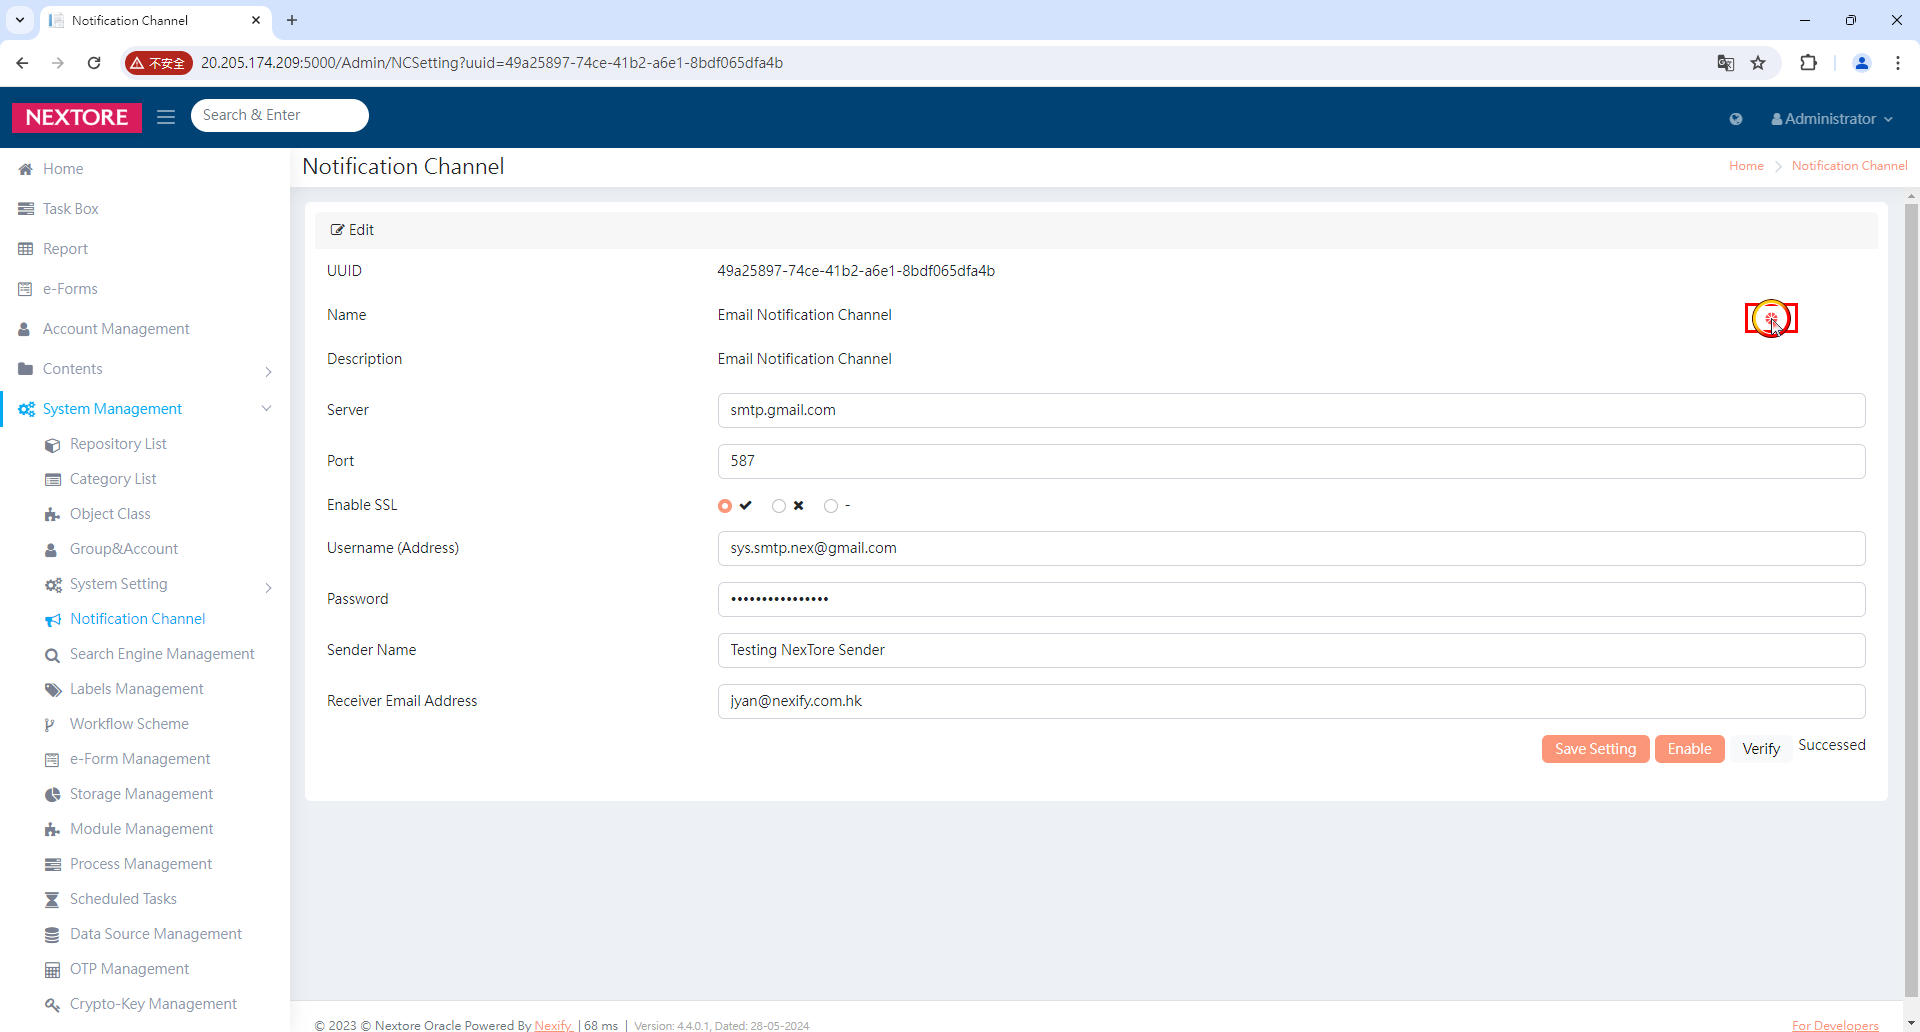 Notification Channel
不安全
20.205.174.209:5000/Admin/NCSetting?uuid=49a25897-74ce-41b2-a6e1-8bdf065dfa4b
NEXTORE
Search & Enter
Administrator
Home
Task Box
Report
e-Forms
Account Management
Contents
System Management
Repository List
Category List
Object Class
Group&Account
System Setting
Notification Channel
Search Engine Management
Labels Management
Workflow Scheme
e-Form Management
Storage Management
Module Management
Process Management
Scheduled Tasks
Data Source Management
OTP Management
Crypto-Key Management
Notification Channel
Home > Notification Channel
Edit
UUID 49a25897-74ce-41b2-a6e1-8bdf065dfa4b
Name Email Notification Channel
Description Email Notification Channel
Server smtp.gmail.com
Port 587
Enable SSL -
Username (Address) sys.smtp.nex@gmail.com
Password ••••••••••••••••
Sender Name Testing NexTore Sender
Receiver Email Address jyan@nexify.com.hk
Save Setting Enable Verify Successed
© 2023 © Nextore Oracle Powered By Nexify | 68 ms | Version: 4.4.0.1, Dated: 28-05-2024
For Developers